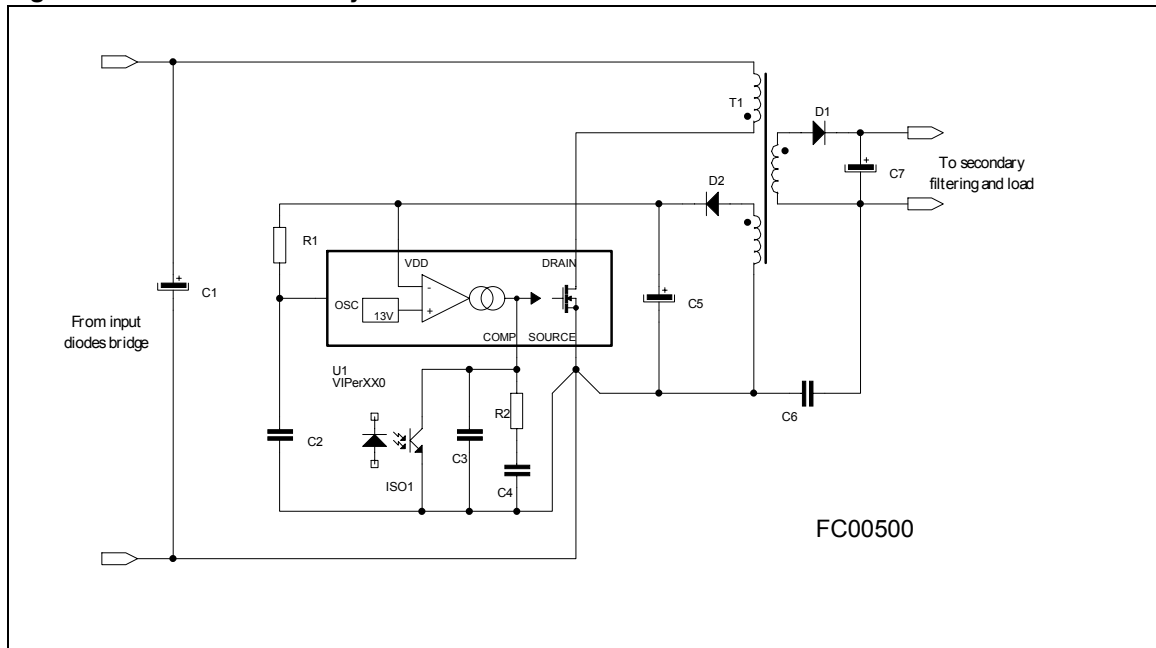 T1
D1
C7
To secondary
filtering and load
D2
R1
VDD
DRAIN
-
+
OSC
13V
COMP
SOURCE
C1
From input
diodes bridge
C5
U1
VIPerXX0
C6
R2
C2
C3
ISO1
C4
FC00500